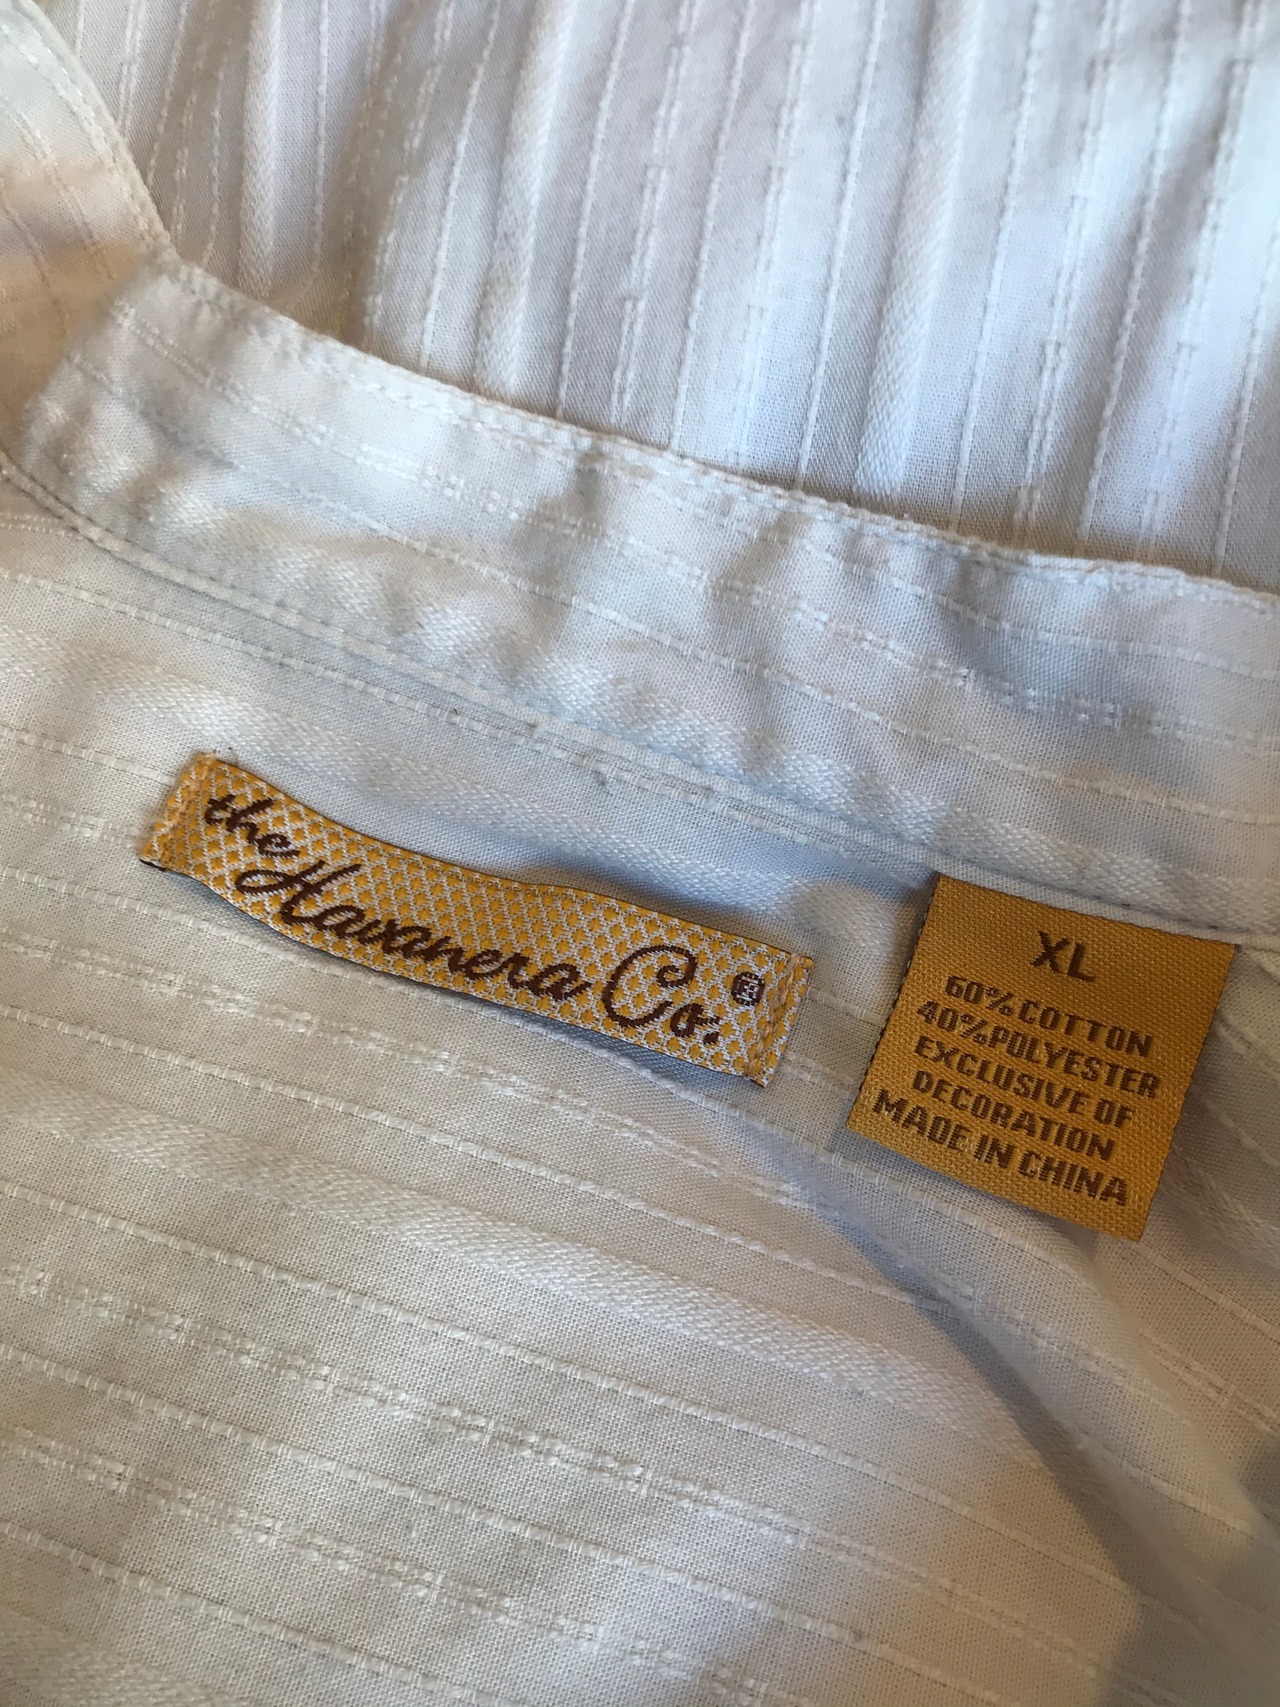 the Havanera Co.
XL
60% COTTON
40% POLYESTER
EXCLUSIVE OF
DECORATION
MADE IN CHINA